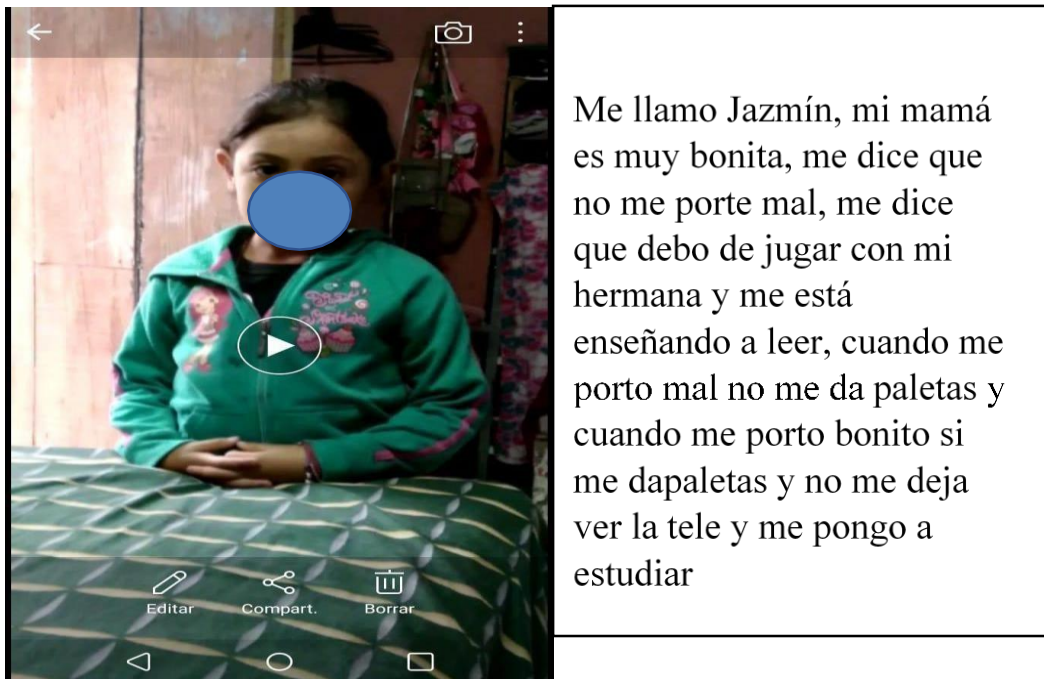 Editar
Compart.
Borrar
Me llamo Jazmín, mi mamá
es muy bonita, me dice que
no me porte mal, me dice
que debo de jugar con mi
hermana y me está
enseñando a leer, cuando me
porto mal no me da paletas y
cuando me porto bonito si
me dapaletas y no me deja
ver la tele y me pongo a
estudiar